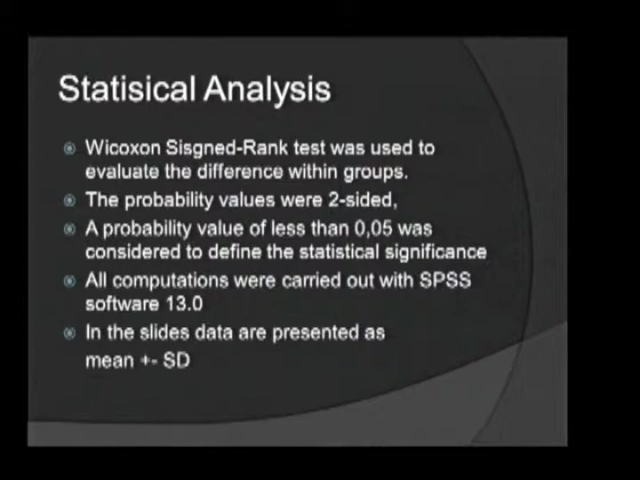 Statisical Analysis
Wicoxon Sisgned-Rank test was used to
evaluate the difference within groups.
The probability values were 2-sided,
A probability value of less than 0,05 was
considered to define the statistical significance
All computations were carried out with SPSS
software 13.0
In the slides data are presented as
mean +- SD